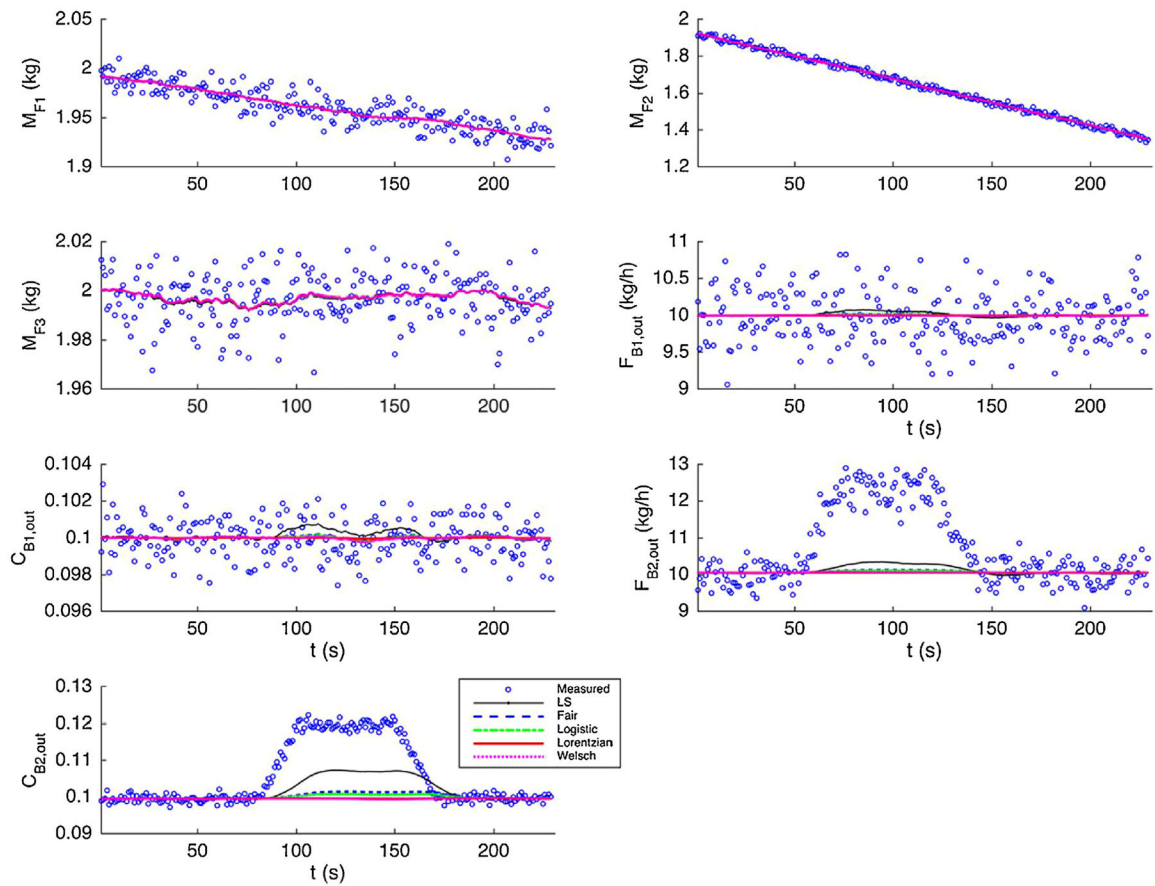 2.05
2
1.95
1.9
M_F1 (kg)
50 100 150 200
2
1.8
1.6
1.4
1.2
M_F2 (kg)
50 100 150 200
2.02
2
1.98
1.96
M_F3 (kg)
50 100 150 200
11
10.5
10
9.5
9
F_B1,out (kg/h)
50 100 150 200
t (s)
0.104
0.102
0.1
0.098
0.096
C_B1,out
50 100 150 200
t (s)
13
12
11
10
9
F_B2,out (kg/h)
50 100 150 200
t (s)
0.13
0.12
0.11
0.1
0.09
C_B2,out
50 100 150 200
t (s)
Measured
LS
Fair
Logistic
Lorentzian
Welsch